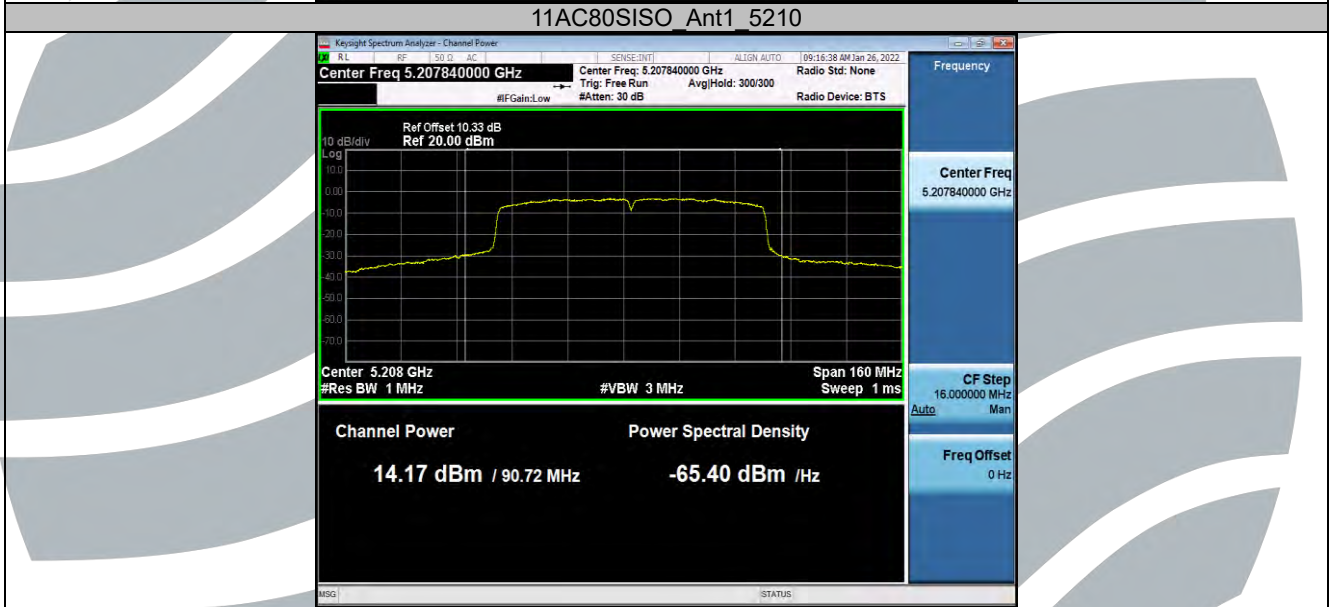 11AC80SISO_Ant1_5210
Keysight Spectrum Analyzer - Channel Power
RL RF 50 Ω AC SENSE:INT ALIGN AUTO 09:16:38 AM Jan 26, 2022
Center Freq 5.207840000 GHz
Center Freq: 5.207840000 GHz Radio Std: None
Trig: Free Run Avg|Hold: 300/300
#IFGain:Low #Atten: 30 dB Radio Device: BTS
Frequency
Ref Offset 10.33 dB
10 dB/div Ref 20.00 dBm
Log
10.0
0.00
-10.0
-20.0
-30.0
-40.0
-50.0
-60.0
-70.0
Center Freq
5.207840000 GHz
Center 5.208 GHz Span 160 MHz
#Res BW 1 MHz #VBW 3 MHz Sweep 1 ms
CF Step
16.000000 MHz
Auto Man
Channel Power Power Spectral Density
14.17 dBm / 90.72 MHz -65.40 dBm /Hz
Freq Offset
0 Hz
MSG STATUS